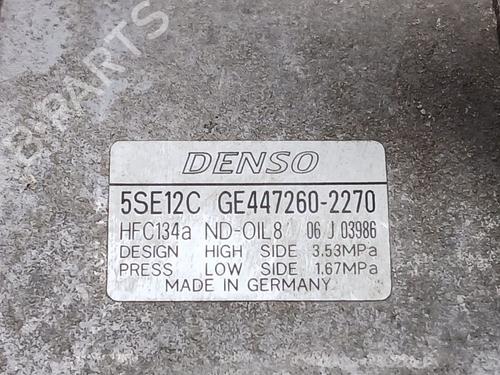 B-PARTS
DENSO
5SE12C GE447260-2270
HFC134a ND-OIL8 06 J 03986
DESIGN HIGH SIDE 3.53MPa
PRESS LOW SIDE 1.67MPa
MADE IN GERMANY